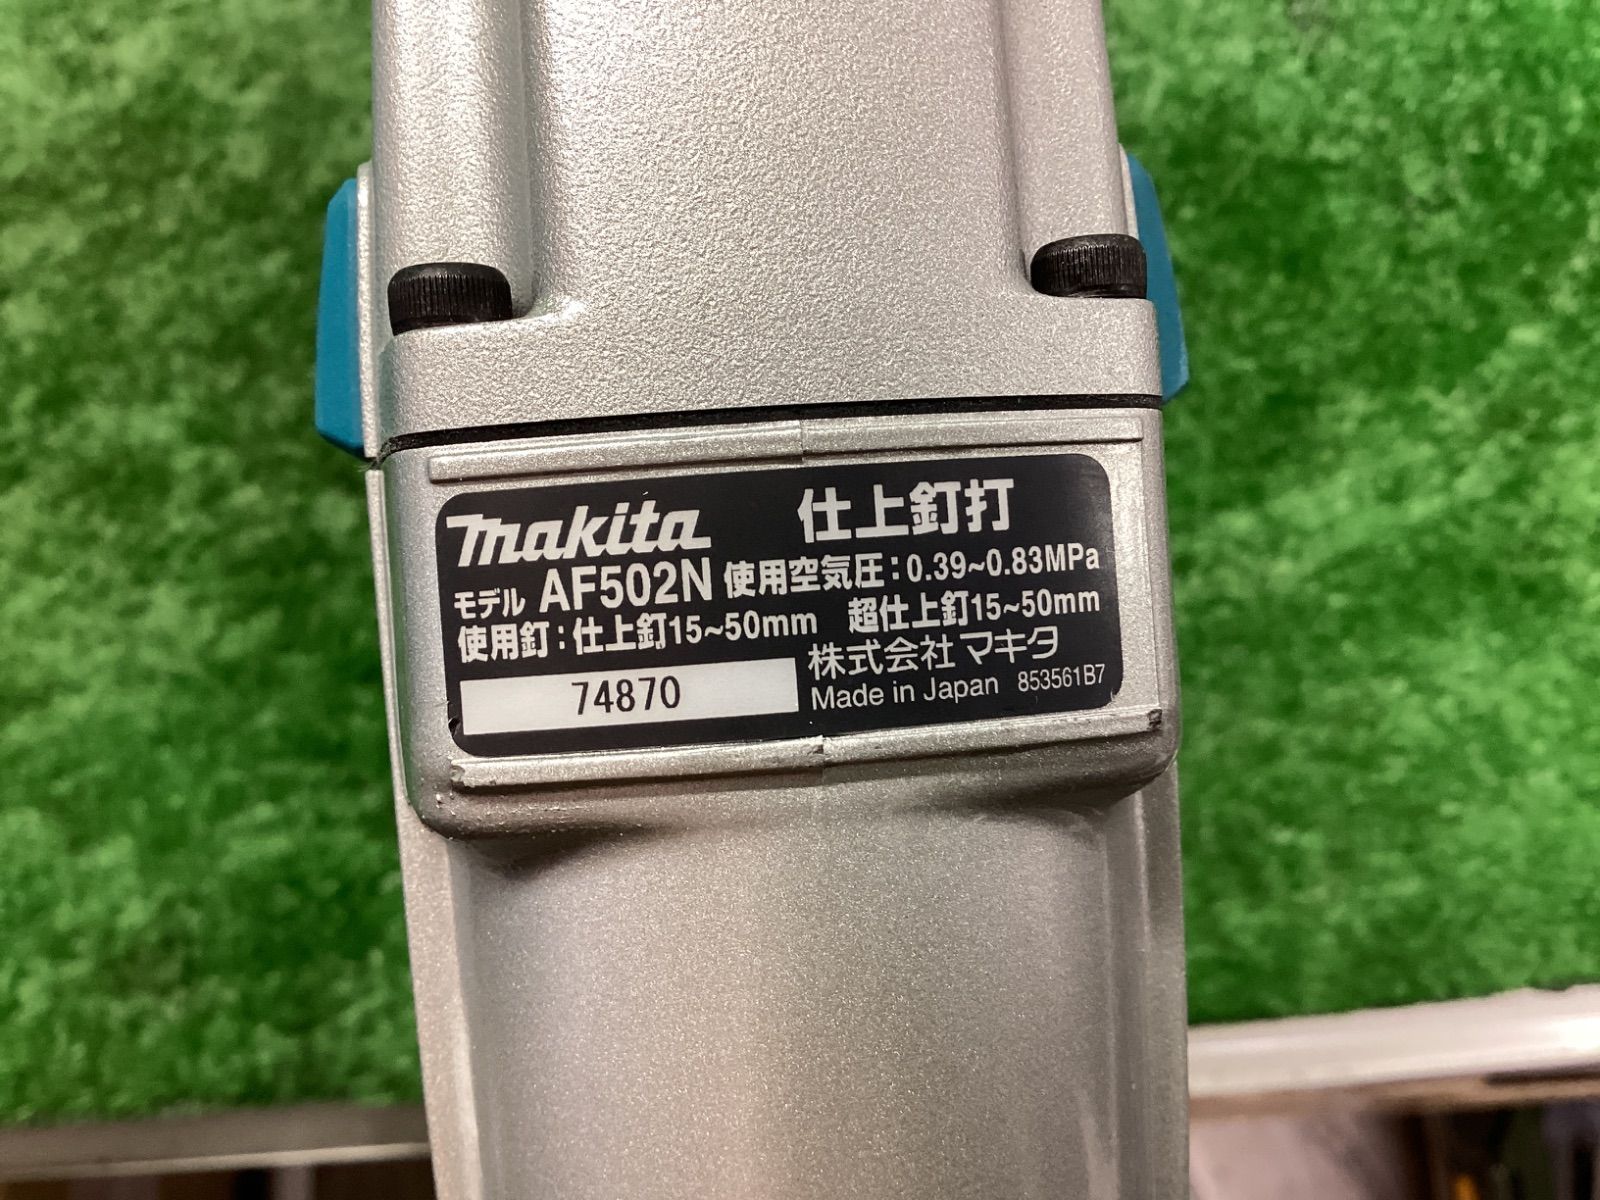 makita 仕上釘打
モデル AF502N 使用空気圧:0.39~0.83MPa
使用釘:仕上釘15~50mm 超仕上釘15~50mm
株式会社マキタ
74870 Made in Japan 853561B7